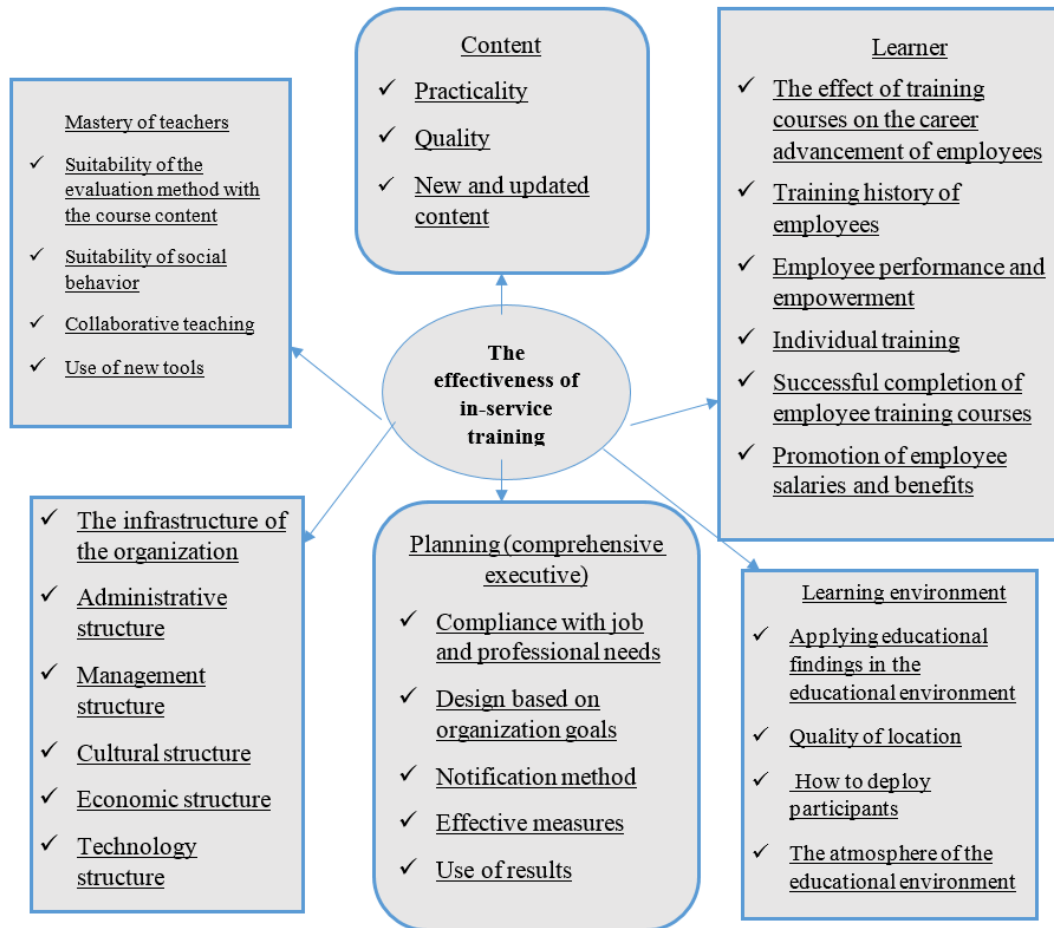 Content
✓ Practicality
✓ Quality
✓ New and updated
content
Learner
✓ The effect of training
courses on the career
advancement of employees
✓ Training history of
employees
✓ Employee performance and
empowerment
✓ Individual training
✓ Successful completion of
employee training courses
✓ Promotion of employee
salaries and benefits
Mastery of teachers
✓ Suitability of the
evaluation method with
the course content
✓ Suitability of social
behavior
✓ Collaborative teaching
✓ Use of new tools
The
effectiveness of
in-service
training
✓ The infrastructure of
the organization
✓ Administrative
structure
✓ Management
structure
✓ Cultural structure
✓ Economic structure
✓ Technology
structure
Planning (comprehensive
executive)
✓ Compliance with job
and professional needs
✓ Design based on
organization goals
✓ Notification method
✓ Effective measures
✓ Use of results
Learning environment
✓ Applying educational
findings in the
educational environment
✓ Quality of location
✓ How to deploy
participants
✓ The atmosphere of the
educational environment